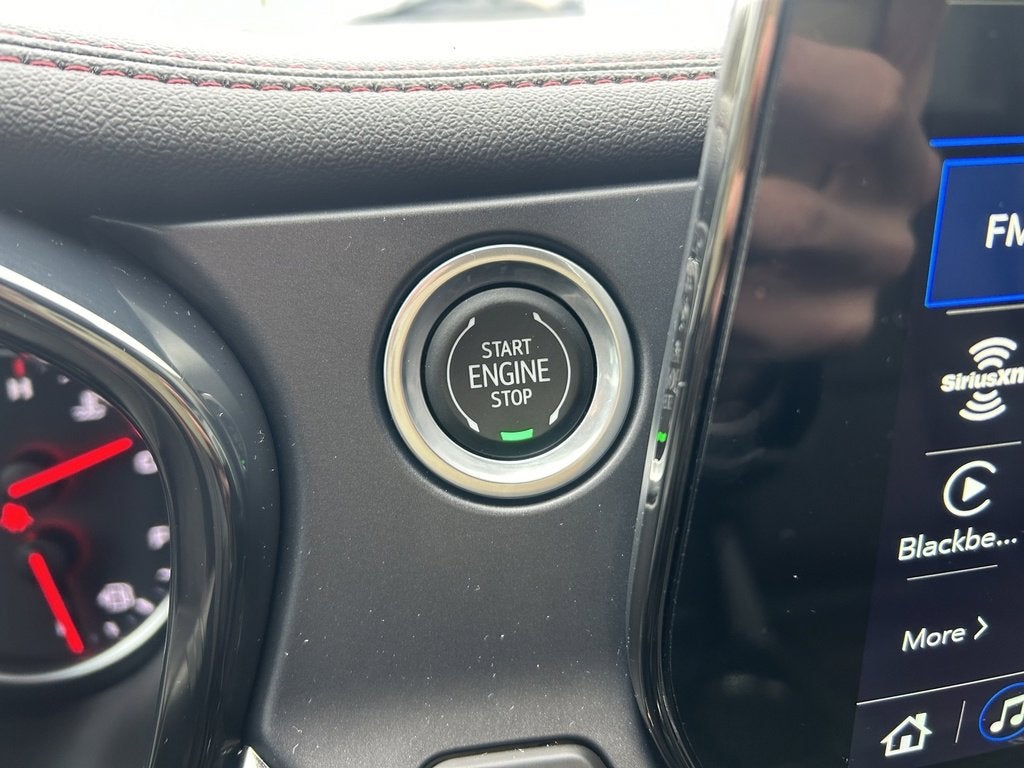 START
ENGINE
STOP
H
FM
SiriusXm
Blackbe...
More >